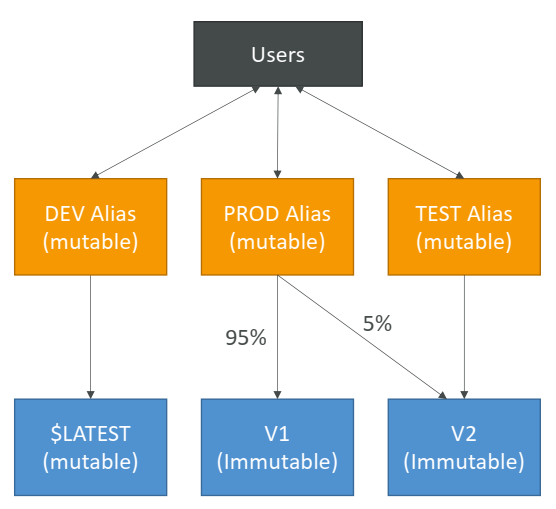 Users
DEV Alias
(mutable)
PROD Alias
(mutable)
TEST Alias
(mutable)
95%
5%
$LATEST
(mutable)
V1
(Immutable)
V2
(Immutable)